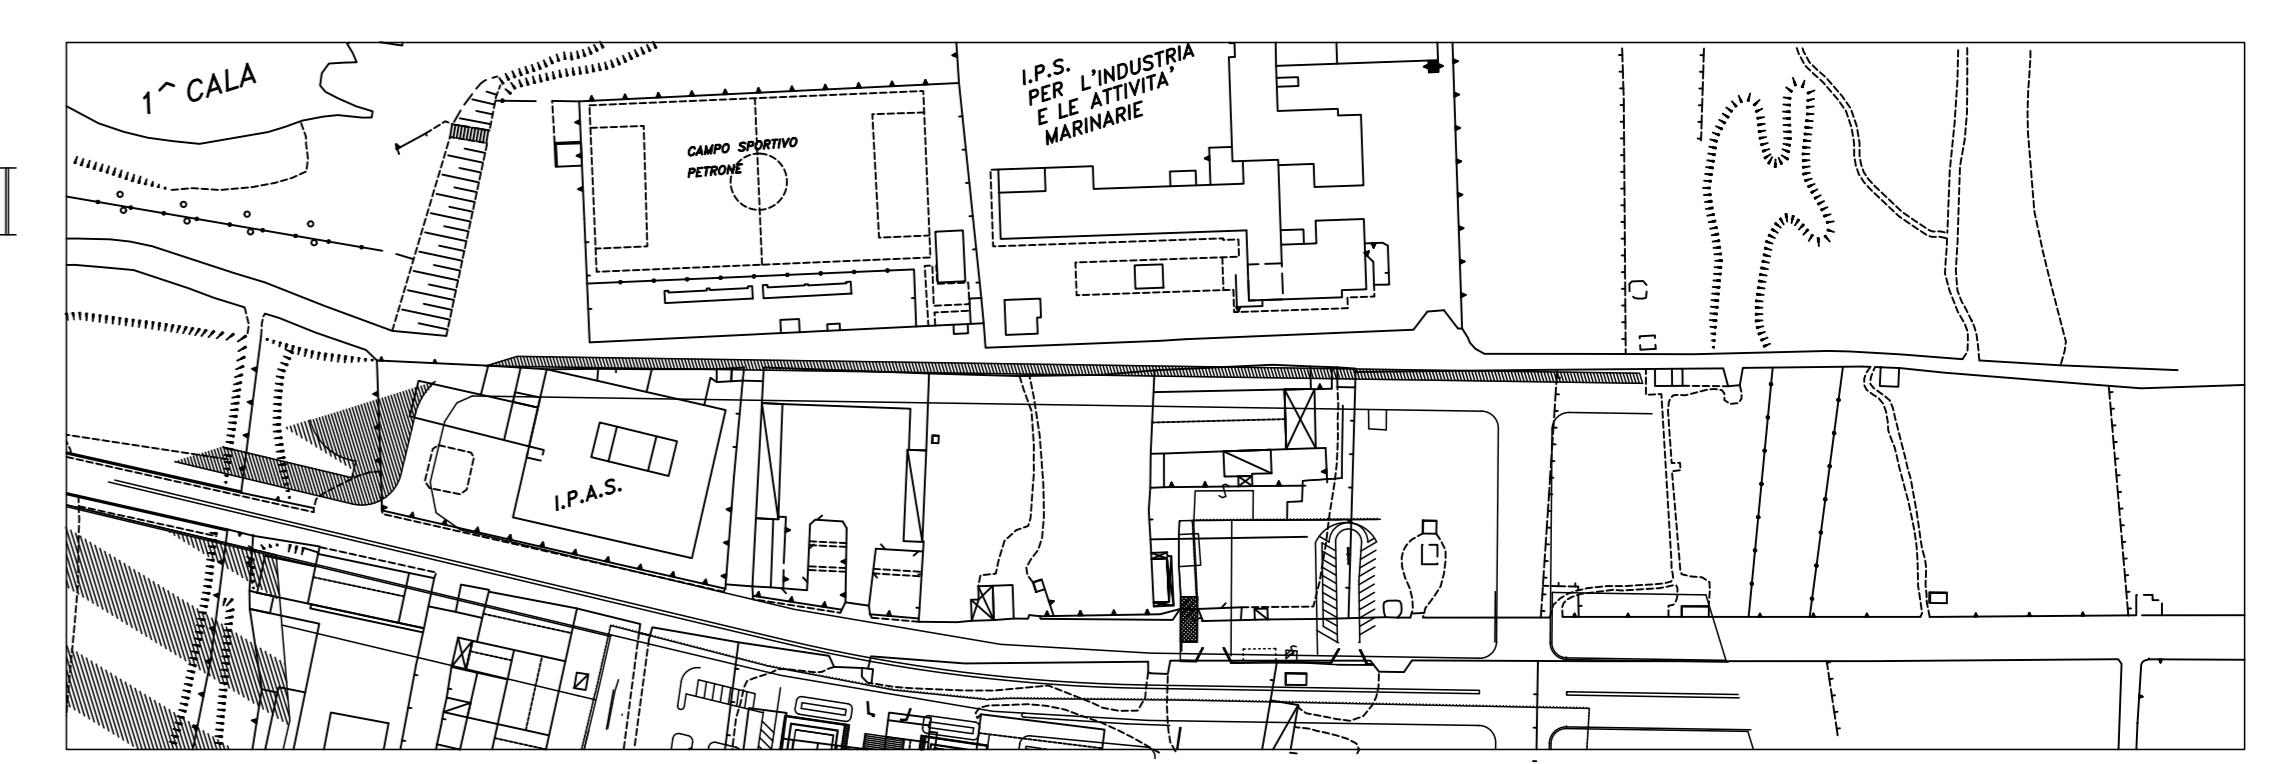 1^ CALA
CAMPO SPORTIVO
PETRONE
I.P.S.
PER L'INDUSTRIA
E LE ATTIVITA'
MARINARIE
I.P.A.S.